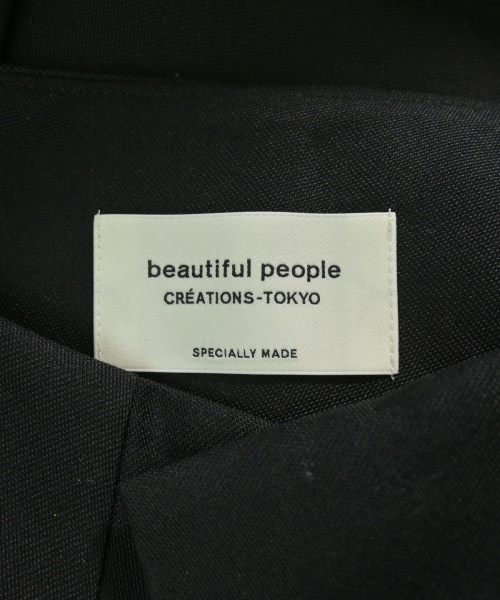 beautiful people
CRÉATIONS-TOKYO
SPECIALLY MADE